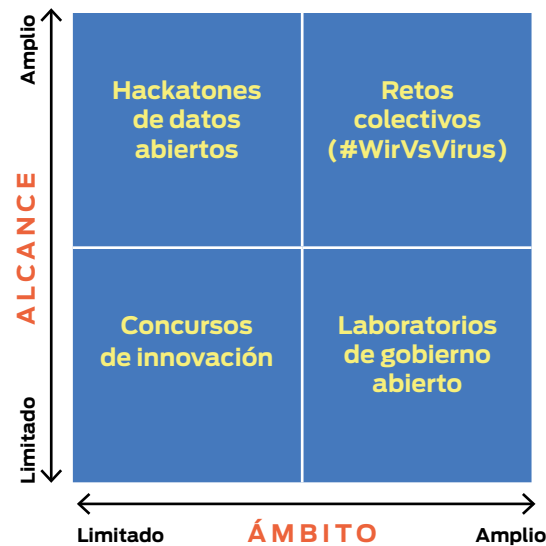 Amplio
ALCANCE
Limitado
Hackatones
de datos
abiertos
Retos
colectivos
(#WirVsVirus)
Concursos
de innovación
Laboratorios
de gobierno
abierto
Limitado
ÁMBITO
Amplio